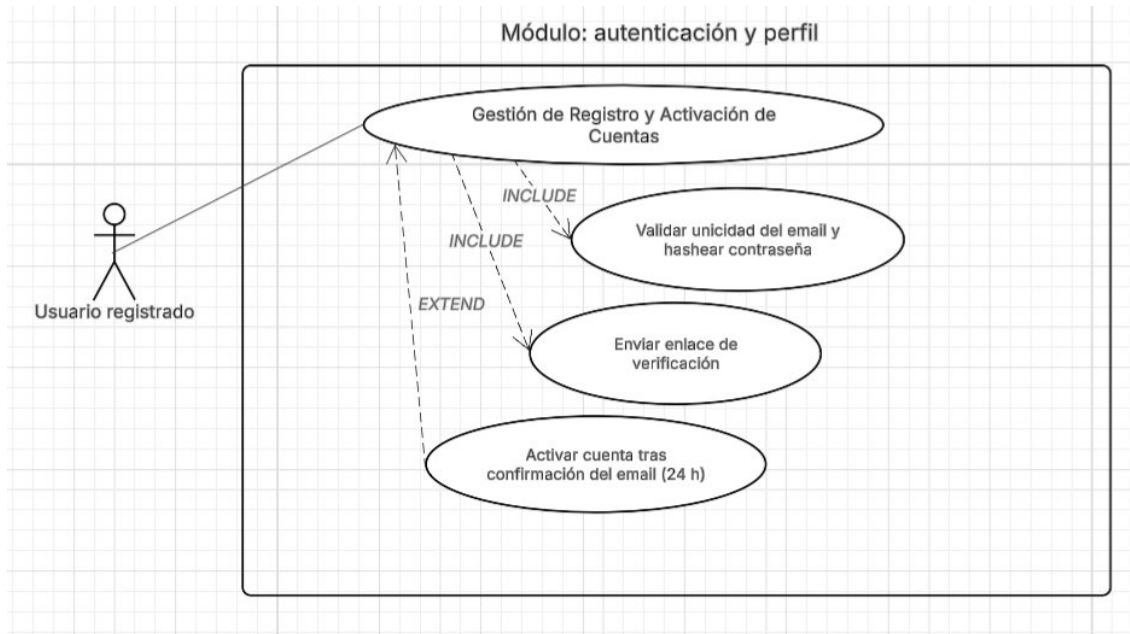 Módulo: autenticación y perfil
Gestión de Registro y Activación de
Cuentas
INCLUDE
Validar unicidad del email y
hashear contraseña
INCLUDE
EXTEND
Usuario registrado
Enviar enlace de
verificación
Activar cuenta tras
confirmación del email (24 h)